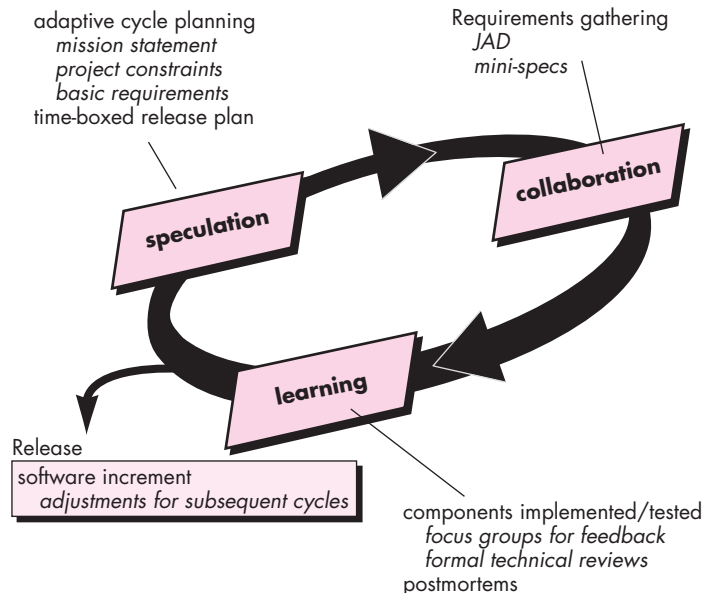 adaptive cycle planning
mission statement
project constraints
basic requirements
time-boxed release plan
Requirements gathering
JAD
mini-specs
speculation
collaboration
learning
Release
software increment
adjustments for subsequent cycles
components implemented/tested
focus groups for feedback
formal technical reviews
postmortems